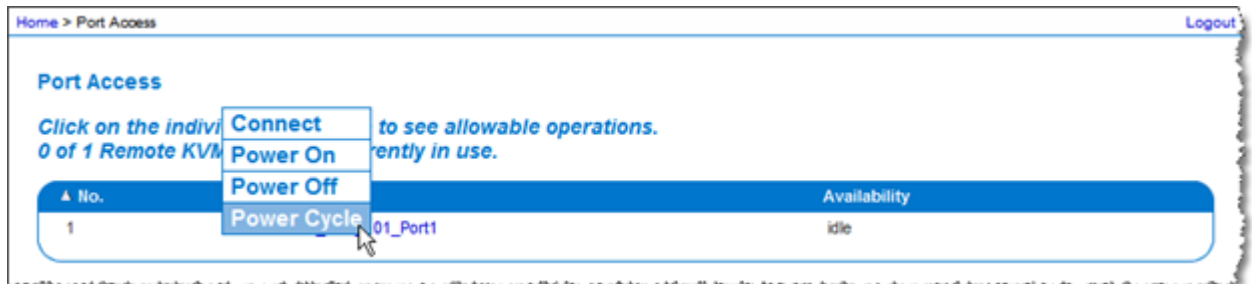 Home > Port Access
Logout
Port Access
Click on the indivi to see allowable operations.
0 of 1 Remote KVM rently in use.
Connect
Power On
Power Off
Power Cycle
▲ No. Availability
1 _01_Port1 idle